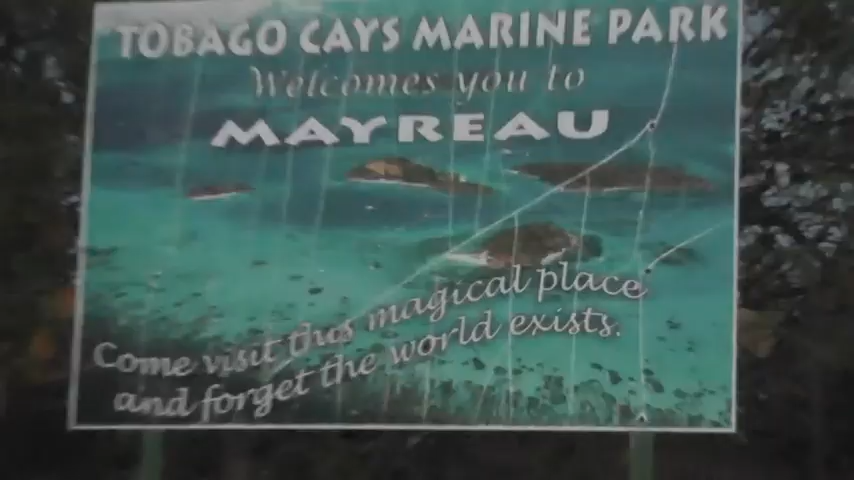 TOBAGO CAYS MARINE PARK
Welcomes you to
MAYREAU
Come visit this magical place
and forget the world exists.